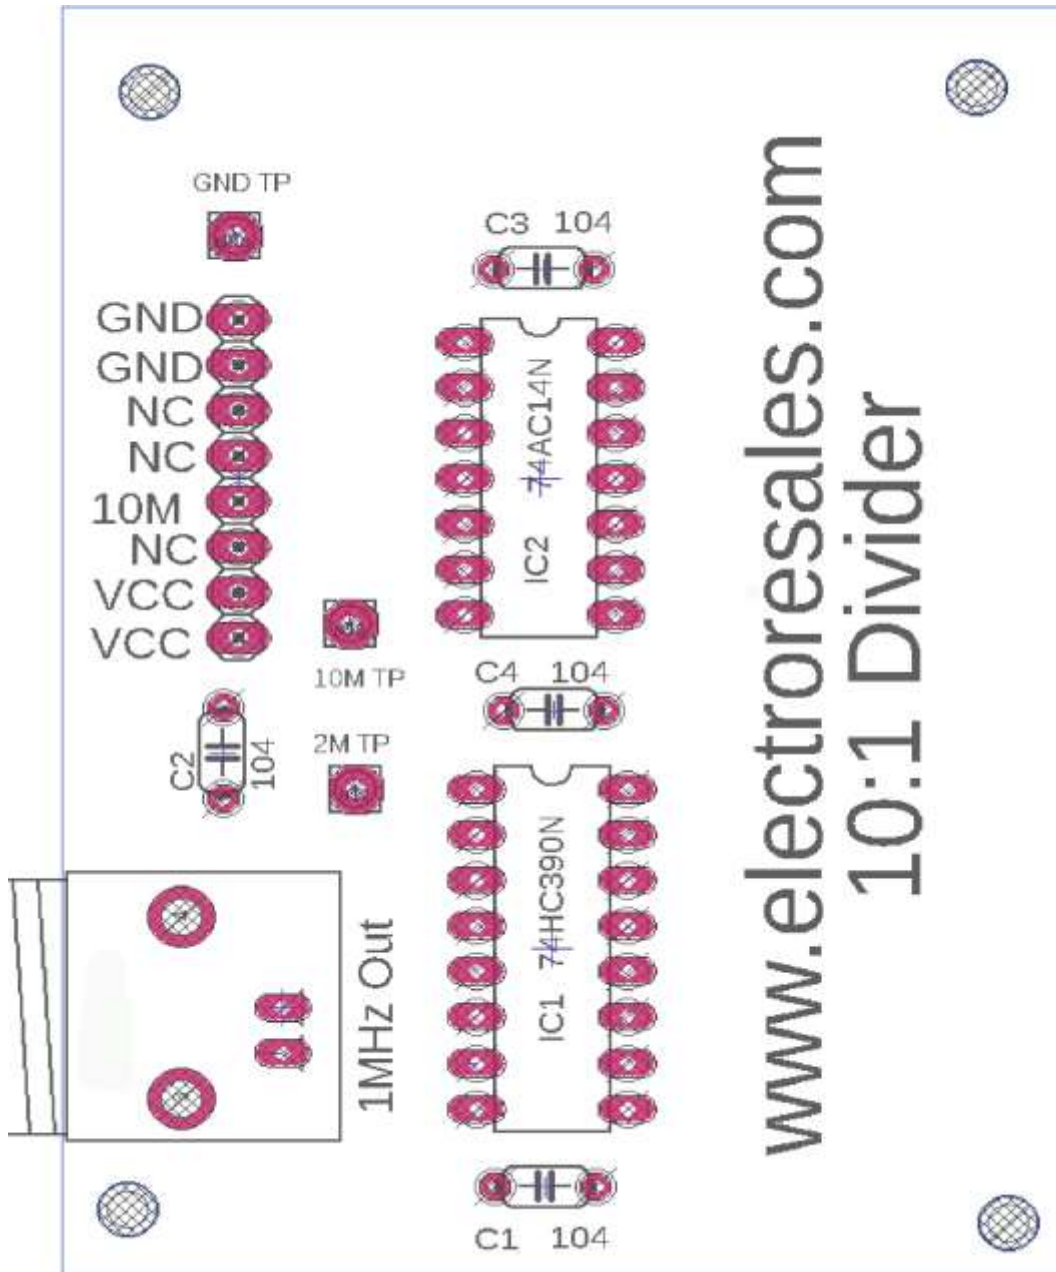 GND TP
C3 104
GND
GND
NC
NC
10M
NC
VCC
VCC
74AC14N
IC2
10M TP
C4 104
2M TP
C2
104
IC1 74HC390N
1MHz Out
C1 104
www.electroresales.com
10:1 Divider